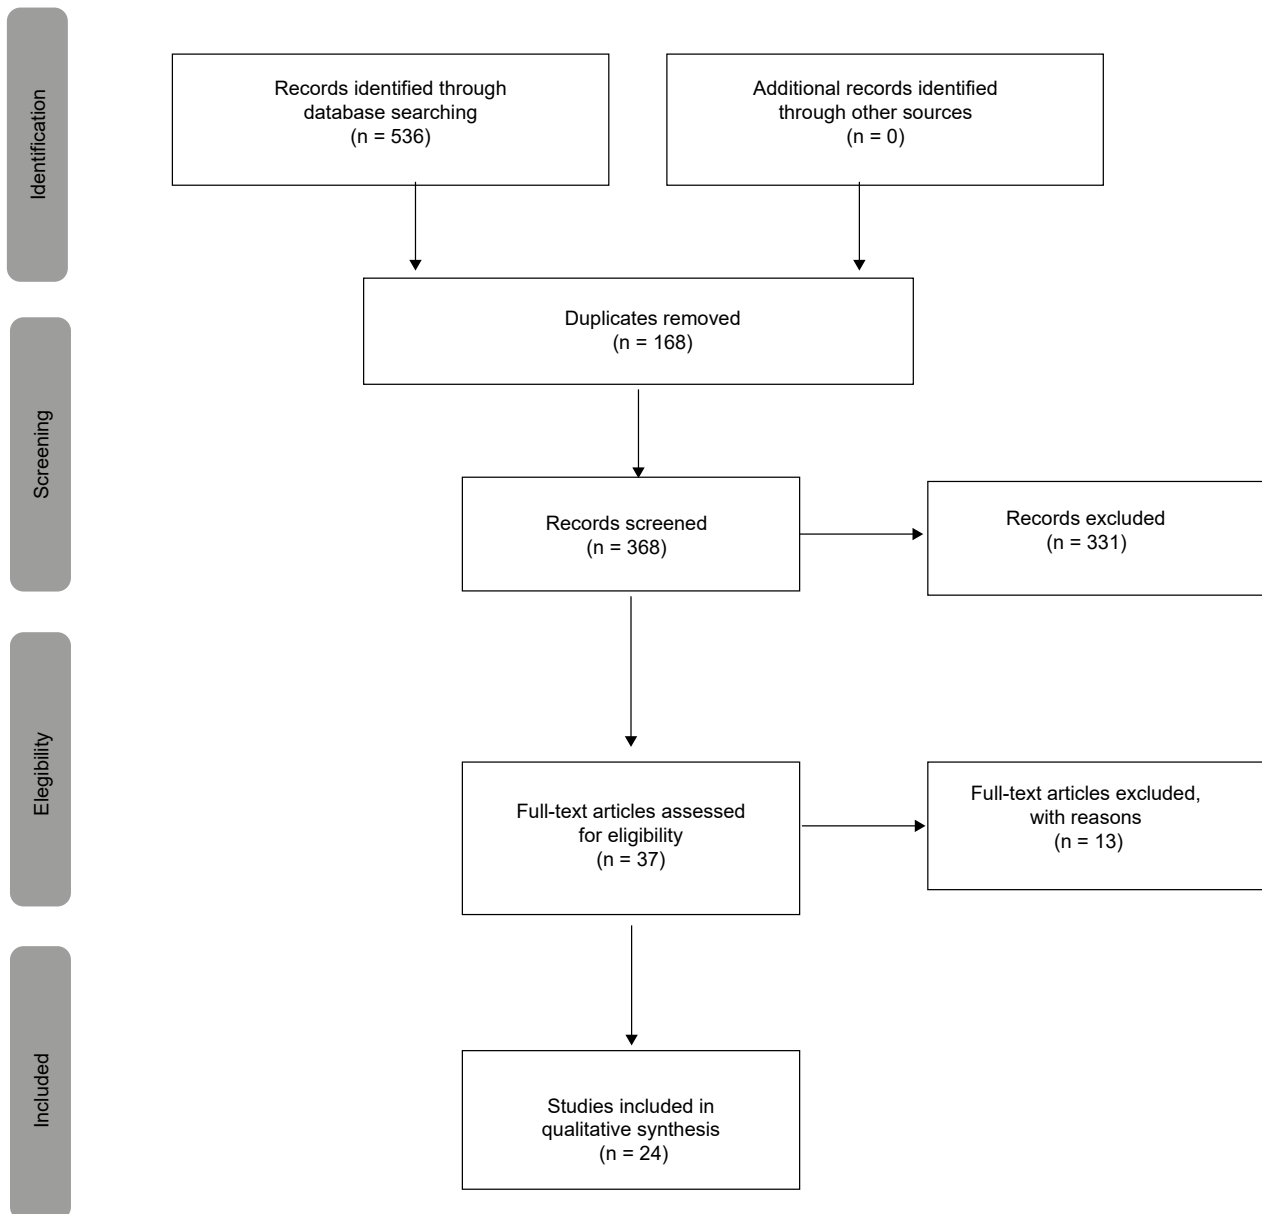 Identification
Records identified through
database searching
(n = 536)
Additional records identified
through other sources
(n = 0)
Duplicates removed
(n = 168)
Screening
Records screened
(n = 368)
Records excluded
(n = 331)
Elegibility
Full-text articles assessed
for eligibility
(n = 37)
Full-text articles excluded,
with reasons
(n = 13)
Included
Studies included in
qualitative synthesis
(n = 24)